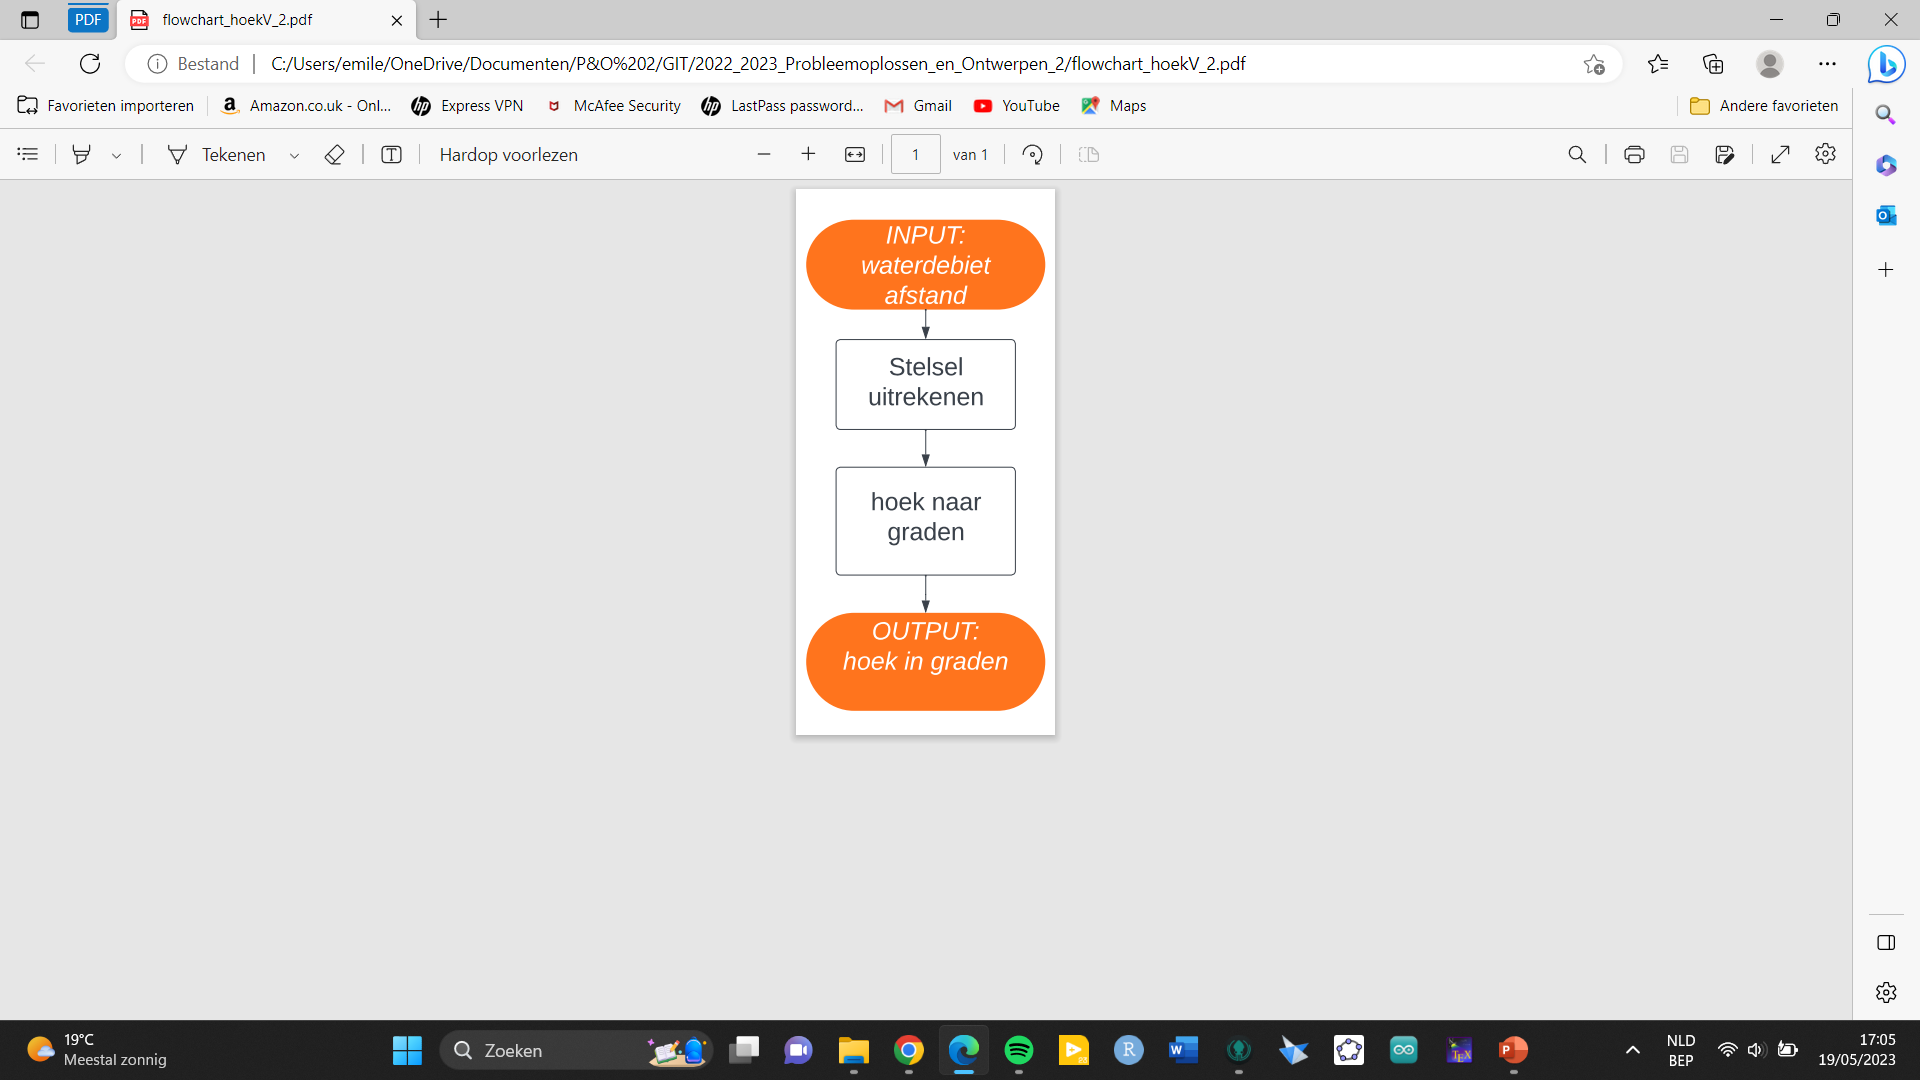 PDF
flowchart_hoekV_2.pdf
Bestand
C:/Users/emile/OneDrive/Documenten/P&O%202/GIT/2022_2023_Probleemoplossen_en_Ontwerpen_2/flowchart_hoekV_2.pdf
Favorieten importeren
Amazon.co.uk - Onl...
Express VPN
McAfee Security
LastPass password...
Gmail
YouTube
Maps
Andere favorieten
Tekenen
Hardop voorlezen
1
van 1
INPUT:
waterdebiet
afstand
Stelsel
uitrekenen
hoek naar
graden
OUTPUT:
hoek in graden
19°C
Meestal zonnig
Zoeken
NLD
BEP
17:05
19/05/2023